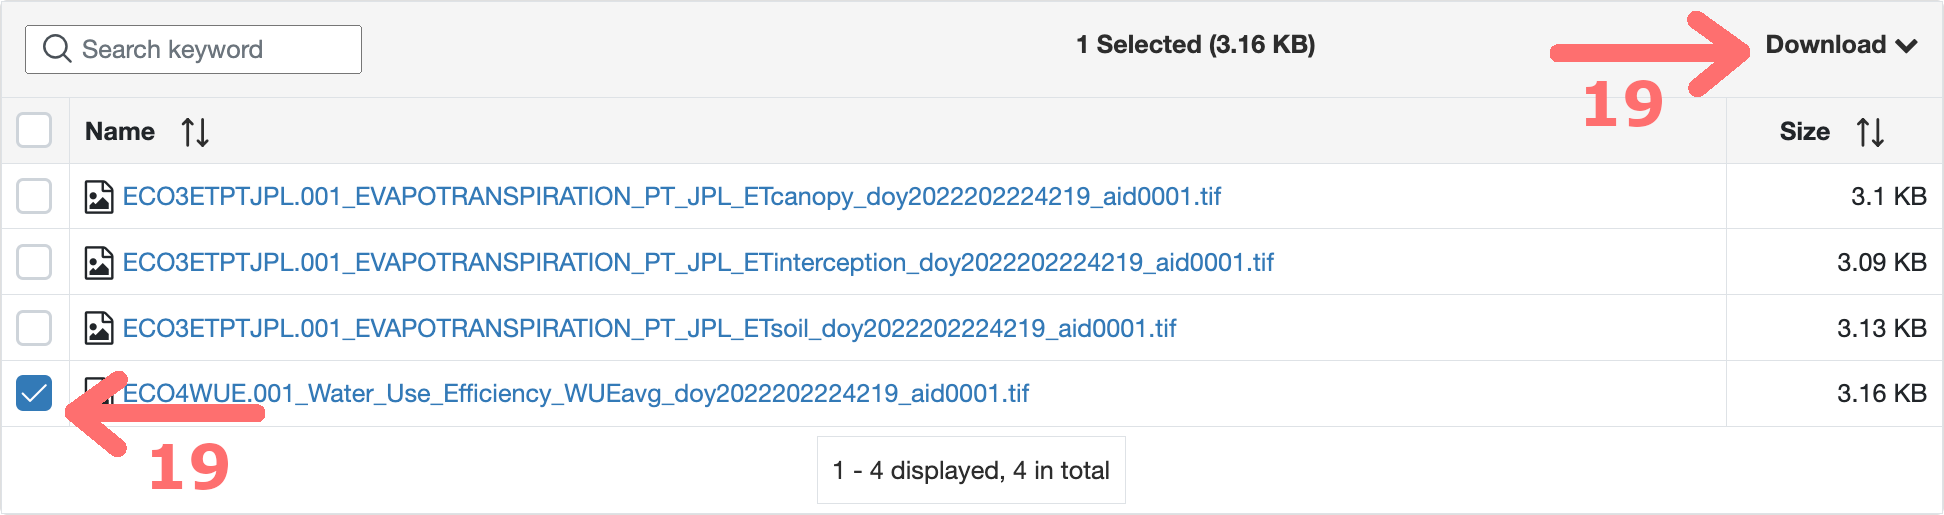 Search keyword
1 Selected (3.16 KB)
Download
19
Name
Size
ECO3ETPTJPL.001_EVAPOTRANSPIRATION_PT_JPL_ETcanopy_doy2022202224219_aid0001.tif 3.1 KB
ECO3ETPTJPL.001_EVAPOTRANSPIRATION_PT_JPL_ETinterception_doy2022202224219_aid0001.tif 3.09 KB
ECO3ETPTJPL.001_EVAPOTRANSPIRATION_PT_JPL_ETsoil_doy2022202224219_aid0001.tif 3.13 KB
ECO4WUE.001_Water_Use_Efficiency_WUEavg_doy2022202224219_aid0001.tif 3.16 KB
19
1 - 4 displayed, 4 in total